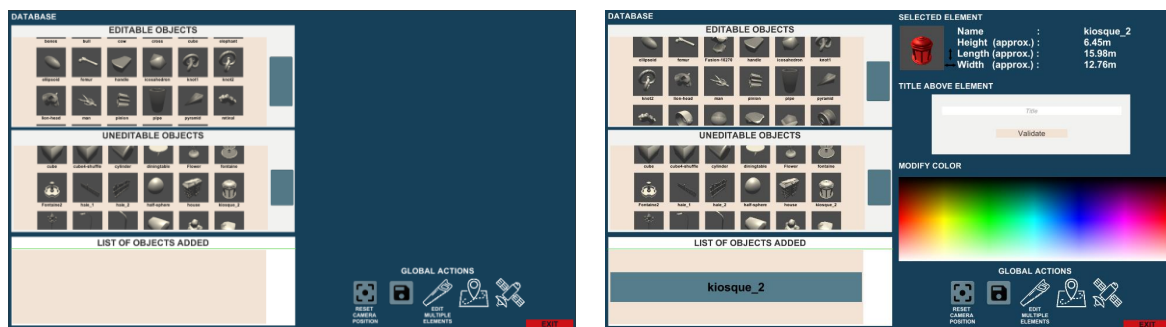 DATABASE
EDITABLE OBJECTS
bones bull cow cross cube elephant
ellipsoid femur handle icosahedron knot1 knot2
lion-head man pinion pipe pyramid retinal
UNEDITABLE OBJECTS
cube cube4-shuffle cylinder diningtable Flower fontaine
Fontaine2 haie_1 haie_2 half-sphere house kiosque_2
LIST OF OBJECTS ADDED
GLOBAL ACTIONS
RESET
CAMERA
POSITION
EDIT
MULTIPLE
ELEMENTS
EXIT
DATABASE
EDITABLE OBJECTS
ellipsoid femur Fusion-18278 handle icosahedron knot1
knot2 lion-head man pinion pipe pyramid
UNEDITABLE OBJECTS
cube cube4-shuffle cylinder diningtable Flower fontaine
Fontaine2 haie_1 haie_2 half-sphere house kiosque_2
LIST OF OBJECTS ADDED
kiosque_2
SELECTED ELEMENT
Name : kiosque_2
Height (approx.) : 6.45m
Length (approx.) : 15.98m
Width (approx.) : 12.76m
TITLE ABOVE ELEMENT
Title
Validate
MODIFY COLOR
GLOBAL ACTIONS
RESET
CAMERA
POSITION
EDIT
MULTIPLE
ELEMENTS
EXIT